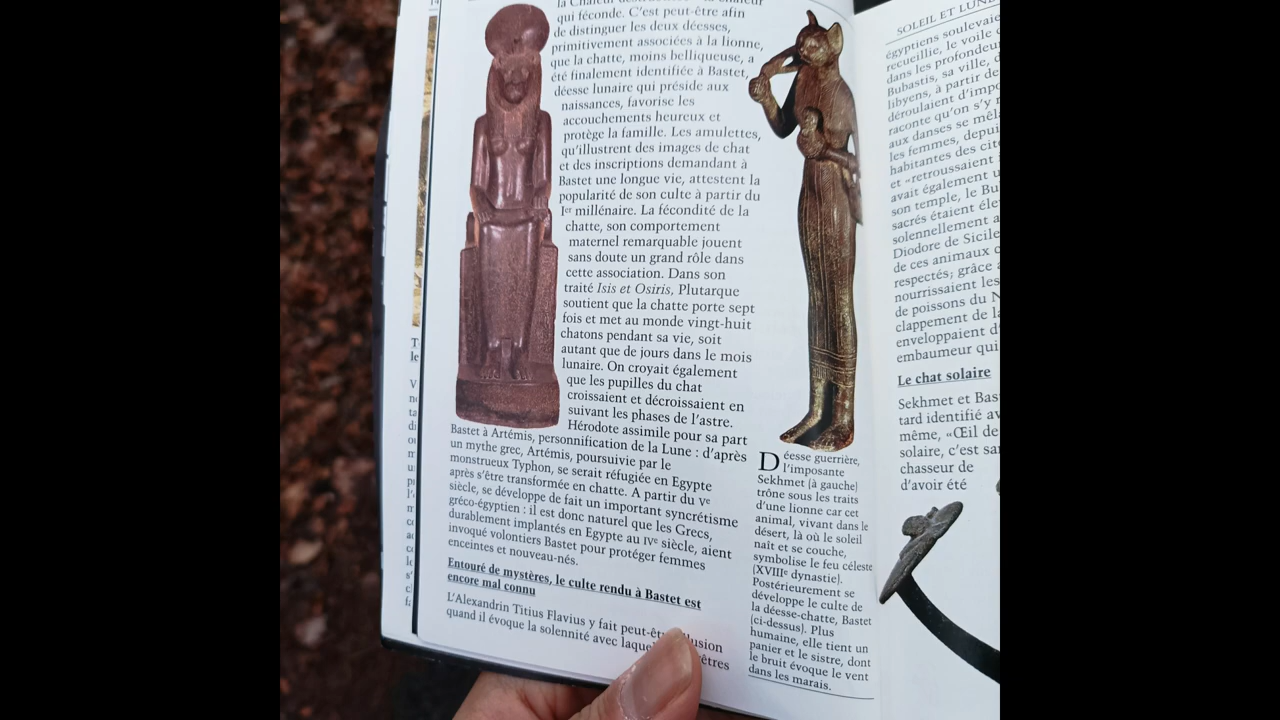 qui féconde. C'est peut-être afin
de distinguer les deux déesses,
primitivement associées à la lionne,
que la chatte, moins belliqueuse, a
été finalement identifiée à Bastet,
déesse lunaire qui préside aux
naissances, favorise les
accouchements heureux et
protège la famille. Les amulettes,
qu'illustrent des images de chat
et des inscriptions demandant à
Bastet une longue vie, attestent la
popularité de son culte à partir du
Ier millénaire. La fécondité de la
chatte, son comportement
maternel remarquable jouent
sans doute un grand rôle dans
cette association. Dans son
traité Isis et Osiris, Plutarque
soutient que la chatte porte sept
fois et met au monde vingt-huit
chatons pendant sa vie, soit
autant que de jours dans le mois
lunaire. On croyait également
que les pupilles du chat
croissaient et décroissaient en
suivant les phases de l'astre.
Hérodote assimile pour sa part
Bastet à Artémis, personnification de la Lune : d'après
un mythe grec, Artémis, poursuivie par le
monstrueux Typhon, se serait réfugiée en Egypte
après s'être transformée en chatte. A partir du Ve
siècle, se développe de fait un important syncrétisme
gréco-égyptien : il est donc naturel que les Grecs,
durablement implantés en Egypte au IVe siècle, aient
invoqué volontiers Bastet pour protéger femmes
enceintes et nouveau-nés.
Entouré de mystères, le culte rendu à Bastet est
encore mal connu
L'Alexandrin Titius Flavius y fait
quand il évoque la solennité avec
Déesse guerrière,
l'imposante
Sekhmet (à gauche)
trône sous les traits
d'une lionne car cet
animal, vivant dans le
désert, là où le soleil
naît et se couche,
symbolise le feu céleste
(XVIIIe dynastie).
Postérieurement se
développe le culte de
la déesse-chatte, Bastet
(ci-dessus). Plus
humaine, elle tient un
panier et le sistre, dont
le bruit évoque le vent
dans les marais.
SOLEIL ET
égyptiens
recueillie, le voile
dans les profondeurs
Bubastis, sa ville,
libyens, à partir de
déroulaient
raconte qu'on s'y
aux danses se
les femmes,
habitantes des
et «retroussaient
avait également
son temple, le
sacrés étaient
solennellement
Diodore de Sicile
de ces animaux
respectés; grâce
nourrissaient les
de poissons du
clappement de
enveloppaient
embaumeur qui
Le chat solaire
Sekhmet et
tard identifié
même, «Œil de
solaire, c'est
chasseur de
d'avoir été